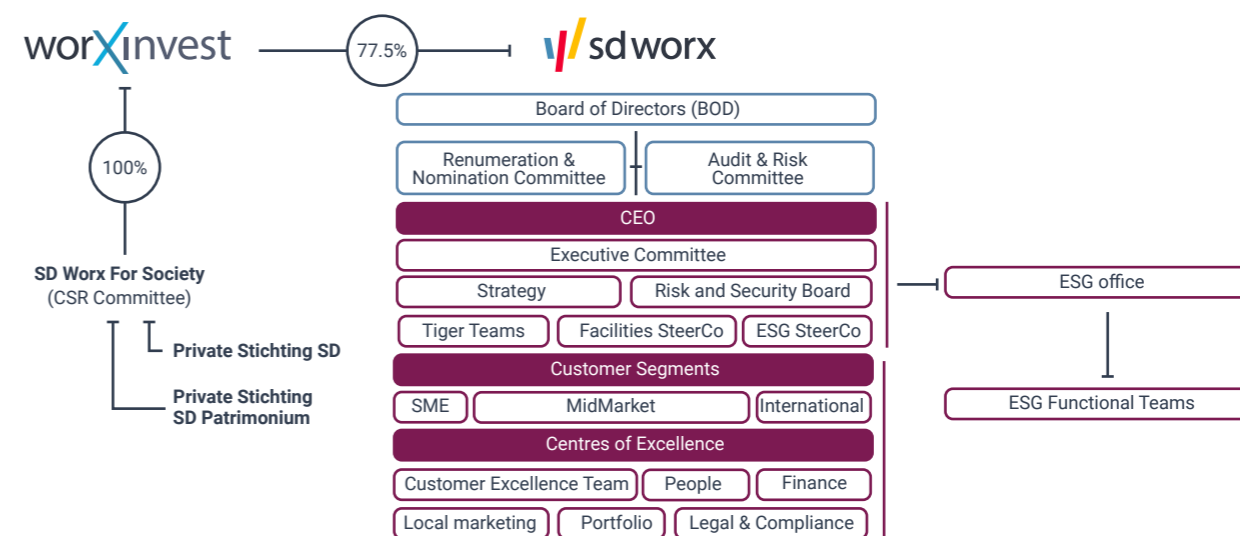 worXinvest
77.5%
sd worx
Board of Directors (BOD)
Renumeration &
Nomination Committee
Audit & Risk
Committee
100%
CEO
Executive Committee
SD Worx For Society
(CSR Committee)
Strategy
Risk and Security Board
ESG office
Tiger Teams
Facilities SteerCo
ESG SteerCo
Private Stichting SD
Customer Segments
Private Stichting
SD Patrimonium
SME
MidMarket
International
ESG Functional Teams
Centres of Excellence
Customer Excellence Team
People
Finance
Local marketing
Portfolio
Legal & Compliance